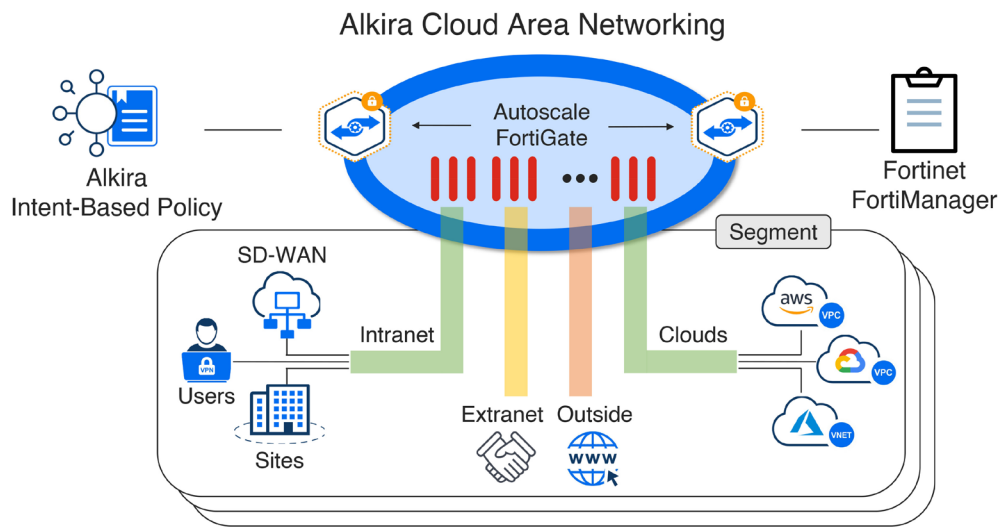 Alkira Cloud Area Networking
Autoscale
FortiGate
Alkira
Intent-Based Policy
Fortinet
FortiManager
Segment
SD-WAN
Intranet
Clouds
aws
VPC
VPN
Users
VPC
Sites
Extranet
Outside
www
VNET